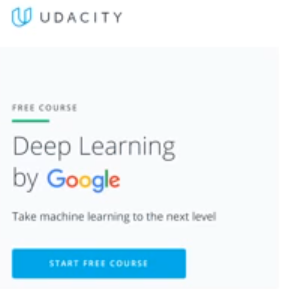 UDACITY
FREE COURSE
Deep Learning
by Google
Take machine learning to the next level
START FREE COURSE